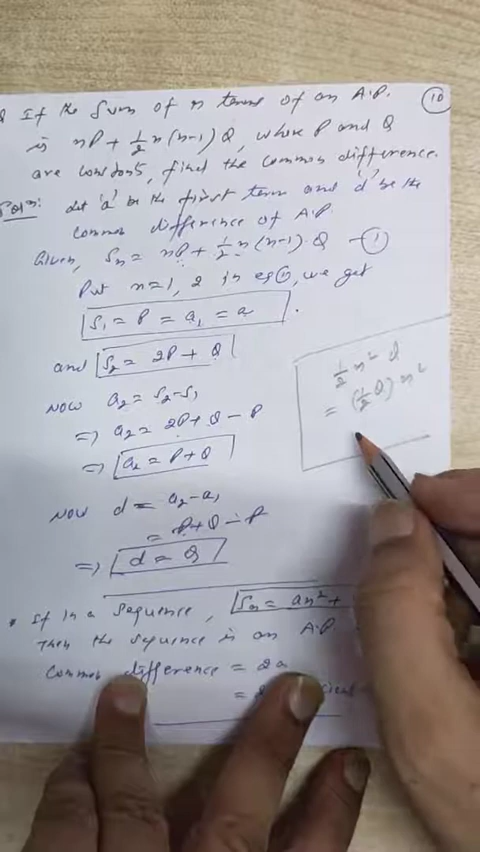 Q If the Sum of n terms of an A.P. (10)
is nP + 1/2 n(n-1) Q, where P and Q
are constants, find the common difference.
Solⁿ: Let 'a' be the first term and 'd' be the
common difference of A.P.
Given, Sn = nP + 1/2 n(n-1)·Q —(1)
Put n=1, 2 in eq(1), we get
S₁ = P = a₁ = a.
and S₂ = 2P + Q
Now a₂ = S₂-S₁
=> a₂ = 2P + Q - P
=> a₂ = P+Q
1/2 n² Q
= (1/2 Q) n²
Now d = a₂-a₁
= P+Q-P
=> d = Q
• If in a sequence, Sn = an² +
Then the sequence is an A.P
Common difference = 2a
=